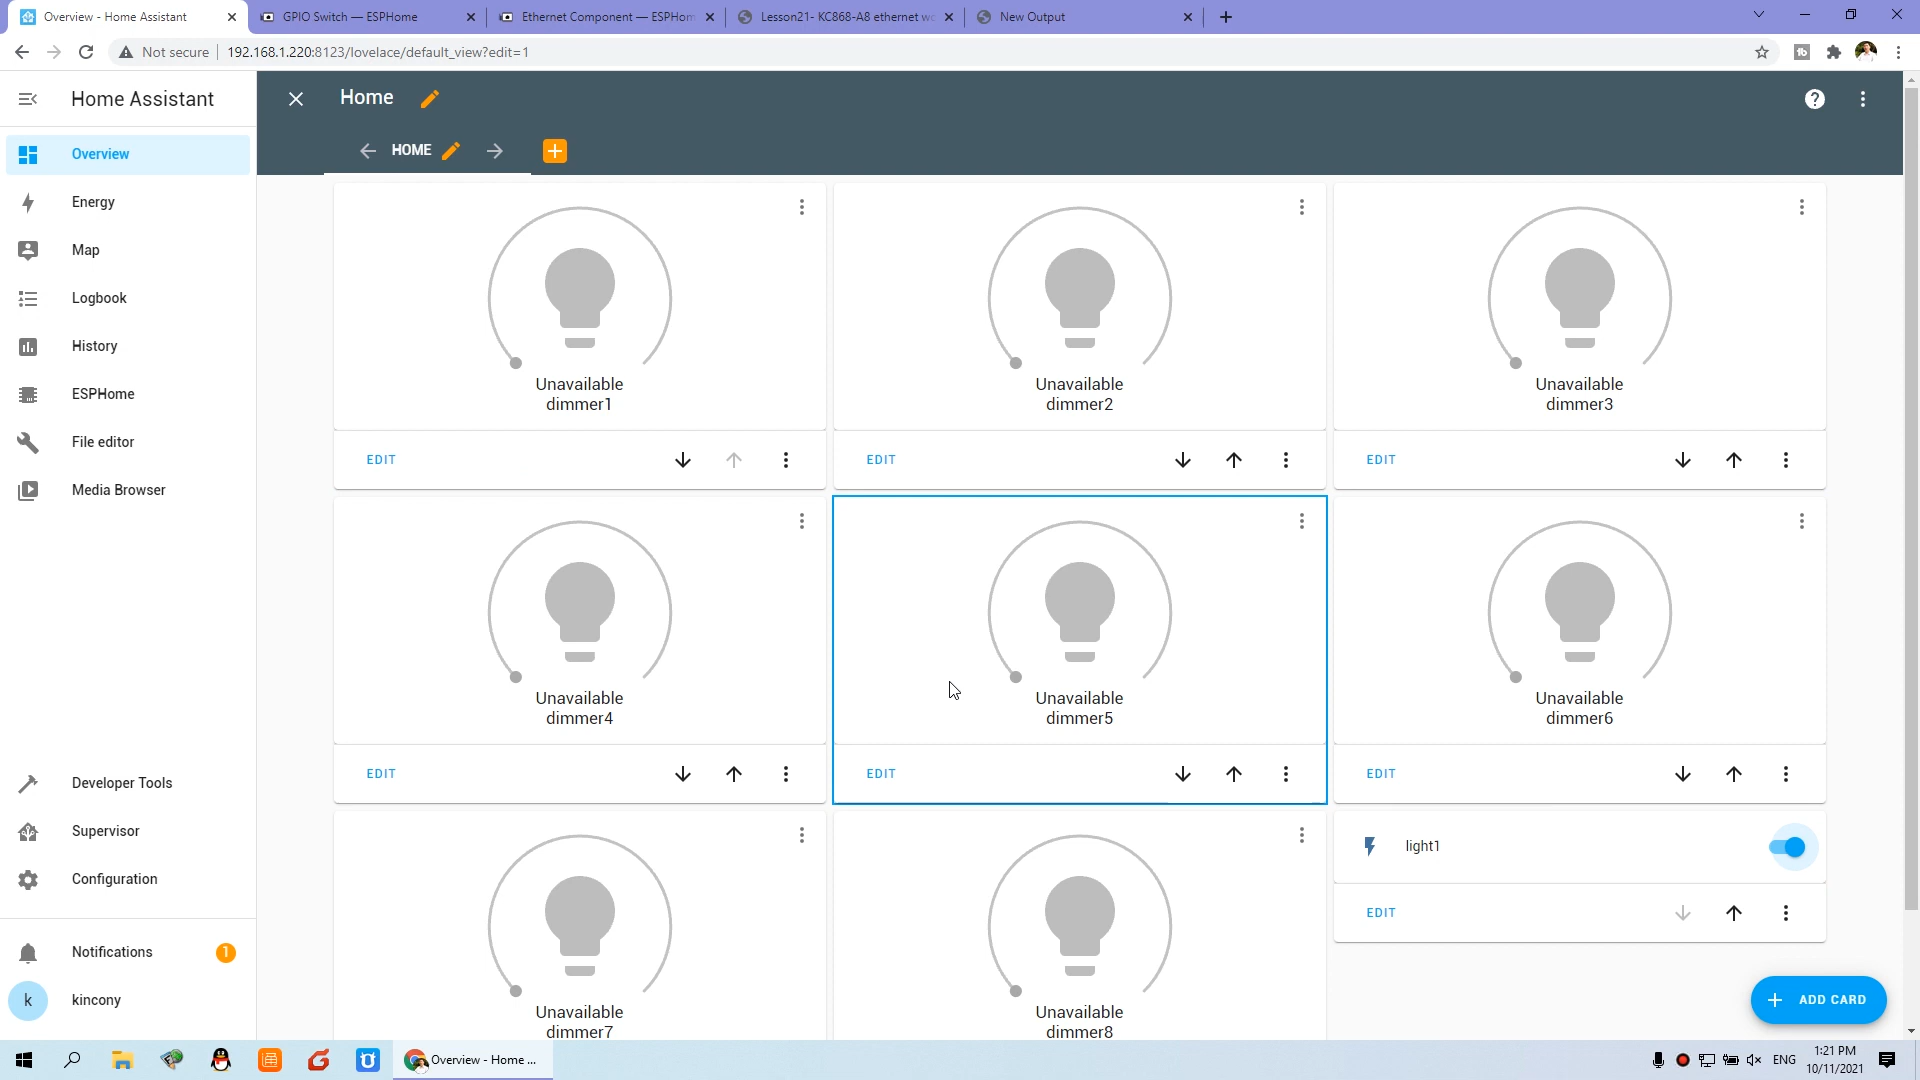 Overview - Home Assistant
GPIO Switch — ESPHome
Ethernet Component — ESPHom
Lesson21- KC868-A8 ethernet wo
New Output
Not secure
192.168.1.220:8123/lovelace/default_view?edit=1
Home Assistant
Home
HOME
Overview
Energy
Map
Logbook
History
ESPHome
File editor
Media Browser
Developer Tools
Supervisor
Configuration
Notifications
1
k
kincony
Unavailable
dimmer1
EDIT
Unavailable
dimmer2
EDIT
Unavailable
dimmer3
EDIT
Unavailable
dimmer4
EDIT
Unavailable
dimmer5
EDIT
Unavailable
dimmer6
EDIT
Unavailable
dimmer7
Unavailable
dimmer8
light1
EDIT
ADD CARD
Overview - Home ...
ENG
1:21 PM
10/11/2021